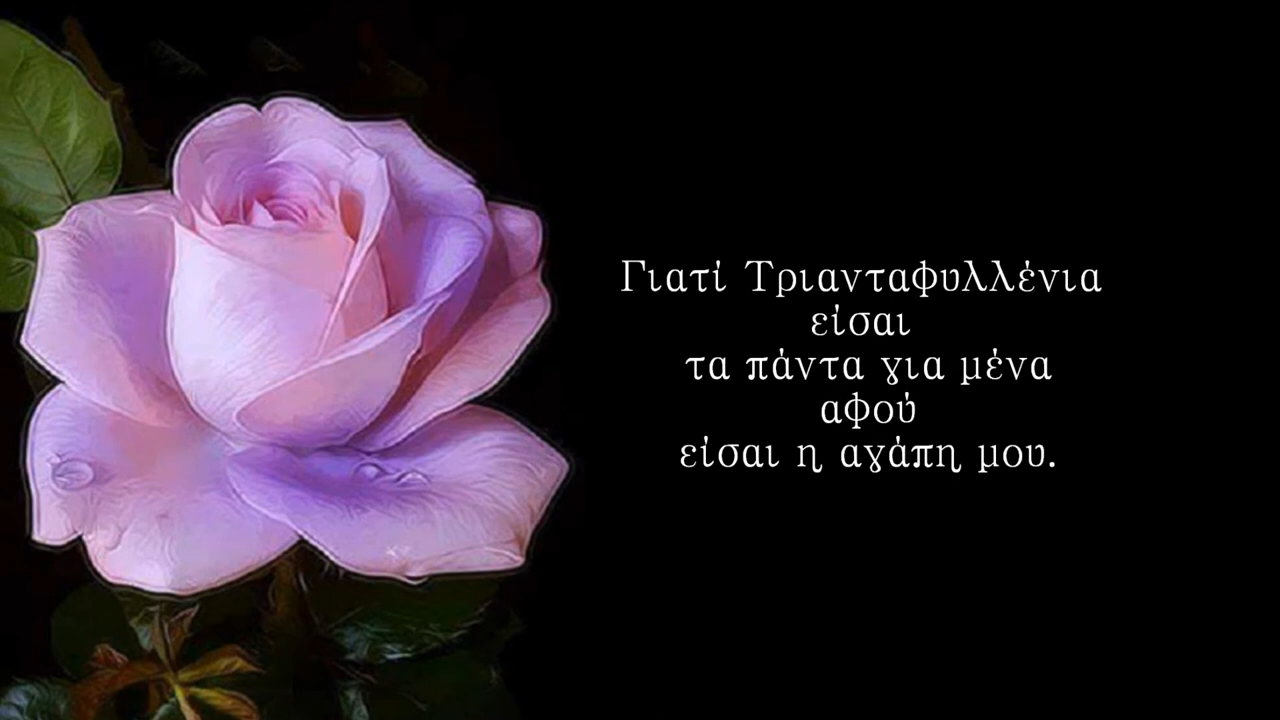 Γιατί Τριανταφυλλένια
είσαι
τα πάντα για μένα
αφού
είσαι η αγάπη μου.